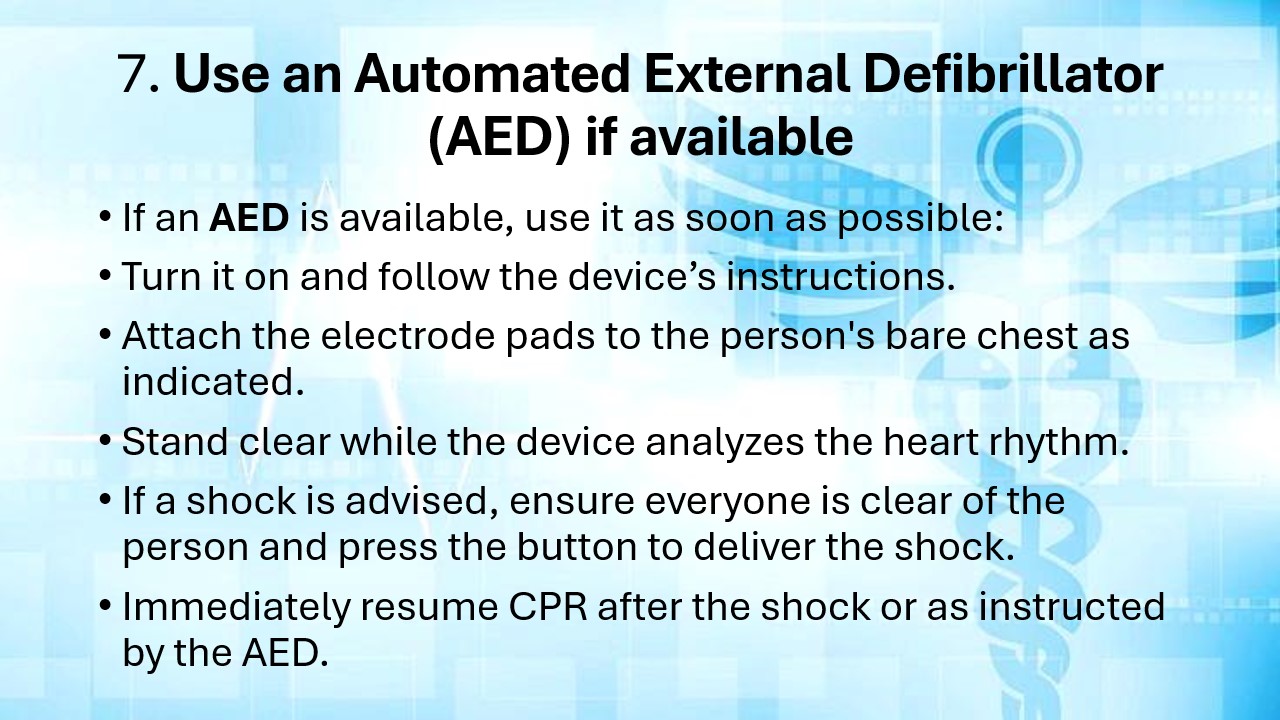 7. Use an Automated External Defibrillator
(AED) if available
• If an AED is available, use it as soon as possible:
• Turn it on and follow the device’s instructions.
• Attach the electrode pads to the person's bare chest as
indicated.
• Stand clear while the device analyzes the heart rhythm.
• If a shock is advised, ensure everyone is clear of the
person and press the button to deliver the shock.
• Immediately resume CPR after the shock or as instructed
by the AED.